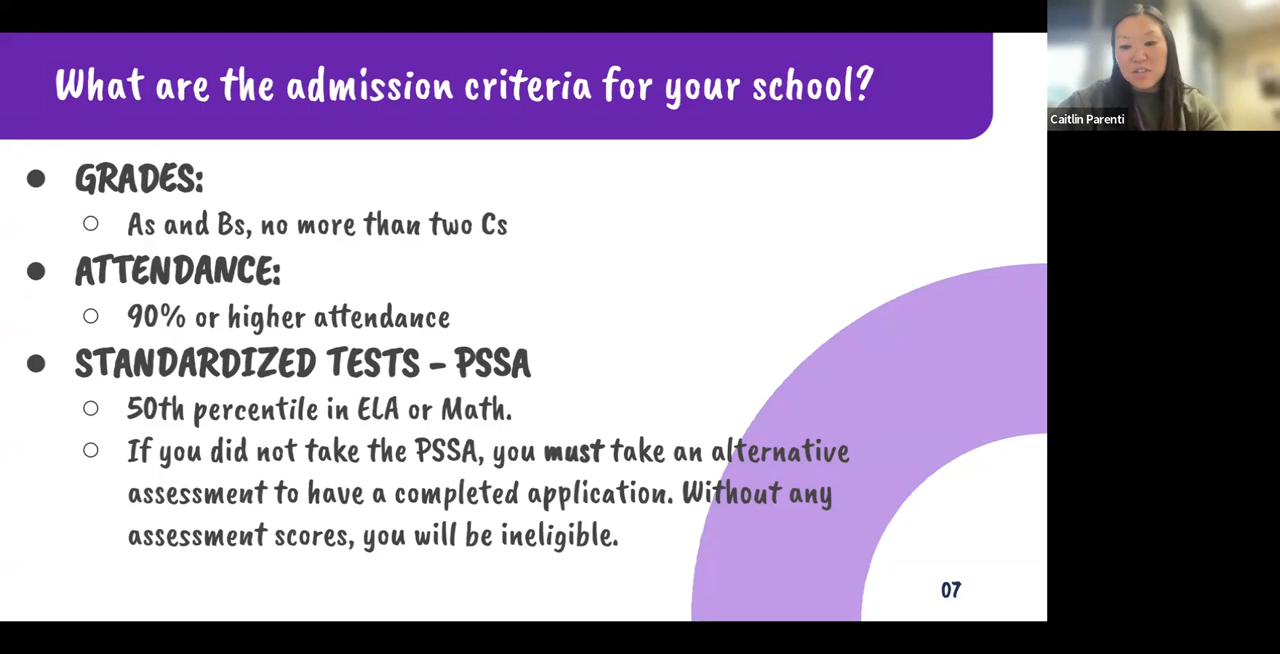 What are the admission criteria for your school?
Caitlin Parenti
GRADES:
As and Bs, no more than two Cs
ATTENDANCE:
90% or higher attendance
STANDARDIZED TESTS - PSSA
50th percentile in ELA or Math.
If you did not take the PSSA, you must take an alternative
assessment to have a completed application. Without any
assessment scores, you will be ineligible.
07